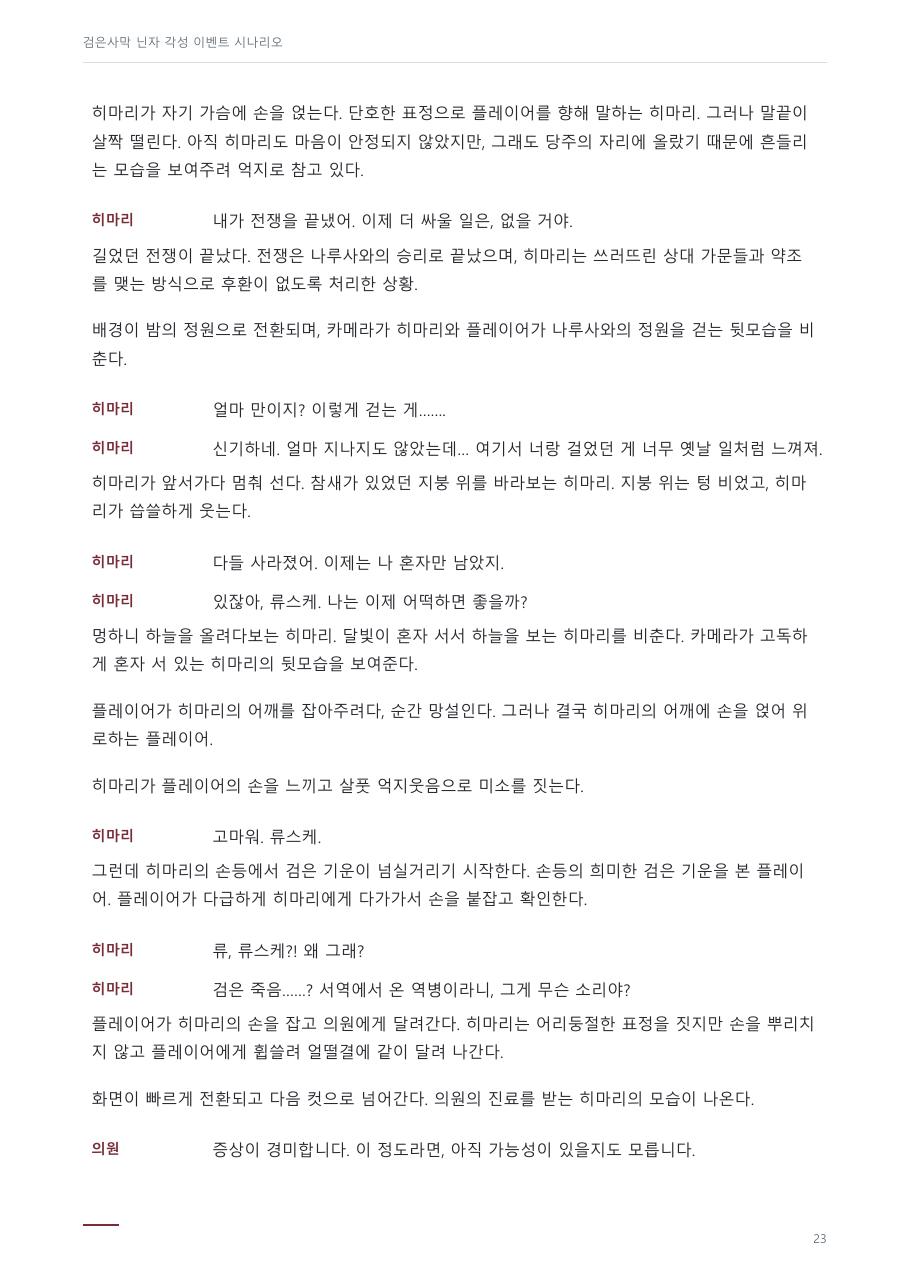 검은사막 닌자 각성 이벤트 시나리오
히마리가 자기 가슴에 손을 얹는다. 단호한 표정으로 플레이어를 향해 말하는 히마리. 그러나 말끝이
살짝 떨린다. 아직 히마리도 마음이 안정되지 않았지만, 그래도 당주의 자리에 올랐기 때문에 흔들리
는 모습을 보여주려 억지로 참고 있다.
히마리 내가 전쟁을 끝냈어. 이제 더 싸울 일은, 없을 거야.
길었던 전쟁이 끝났다. 전쟁은 나루사와의 승리로 끝났으며, 히마리는 쓰러뜨린 상대 가문들과 약조
를 맺는 방식으로 후환이 없도록 처리한 상황.
배경이 밤의 정원으로 전환되며, 카메라가 히마리와 플레이어가 나루사와의 정원을 걷는 뒷모습을 비
춘다.
히마리 얼마 만이지? 이렇게 걷는 게.......
히마리 신기하네. 얼마 지나지도 않았는데... 여기서 너랑 걸었던 게 너무 옛날 일처럼 느껴져.
히마리가 앞서가다 멈춰 선다. 참새가 있었던 지붕 위를 바라보는 히마리. 지붕 위는 텅 비었고, 히마
리가 씁쓸하게 웃는다.
히마리 다들 사라졌어. 이제는 나 혼자만 남았지.
히마리 있잖아, 류스케. 나는 이제 어떡하면 좋을까?
멍하니 하늘을 올려다보는 히마리. 달빛이 혼자 서서 하늘을 보는 히마리를 비춘다. 카메라가 고독하
게 혼자 서 있는 히마리의 뒷모습을 보여준다.
플레이어가 히마리의 어깨를 잡아주려다, 순간 망설인다. 그러나 결국 히마리의 어깨에 손을 얹어 위
로하는 플레이어.
히마리가 플레이어의 손을 느끼고 살풋 억지웃음으로 미소를 짓는다.
히마리 고마워. 류스케.
그런데 히마리의 손등에서 검은 기운이 넘실거리기 시작한다. 손등의 희미한 검은 기운을 본 플레이
어. 플레이어가 다급하게 히마리에게 다가가서 손을 붙잡고 확인한다.
히마리 류, 류스케?! 왜 그래?
히마리 검은 죽음......? 서역에서 온 역병이라니, 그게 무슨 소리야?
플레이어가 히마리의 손을 잡고 의원에게 달려간다. 히마리는 어리둥절한 표정을 짓지만 손을 뿌리치
지 않고 플레이어에게 휩쓸려 얼떨결에 같이 달려 나간다.
화면이 빠르게 전환되고 다음 컷으로 넘어간다. 의원의 진료를 받는 히마리의 모습이 나온다.
의원 증상이 경미합니다. 이 정도라면, 아직 가능성이 있을지도 모릅니다.
23